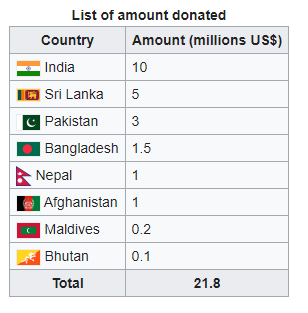 List of amount donated
Country Amount (millions US$)
India 10
Sri Lanka 5
Pakistan 3
Bangladesh 1.5
Nepal 1
Afghanistan 1
Maldives 0.2
Bhutan 0.1
Total 21.8